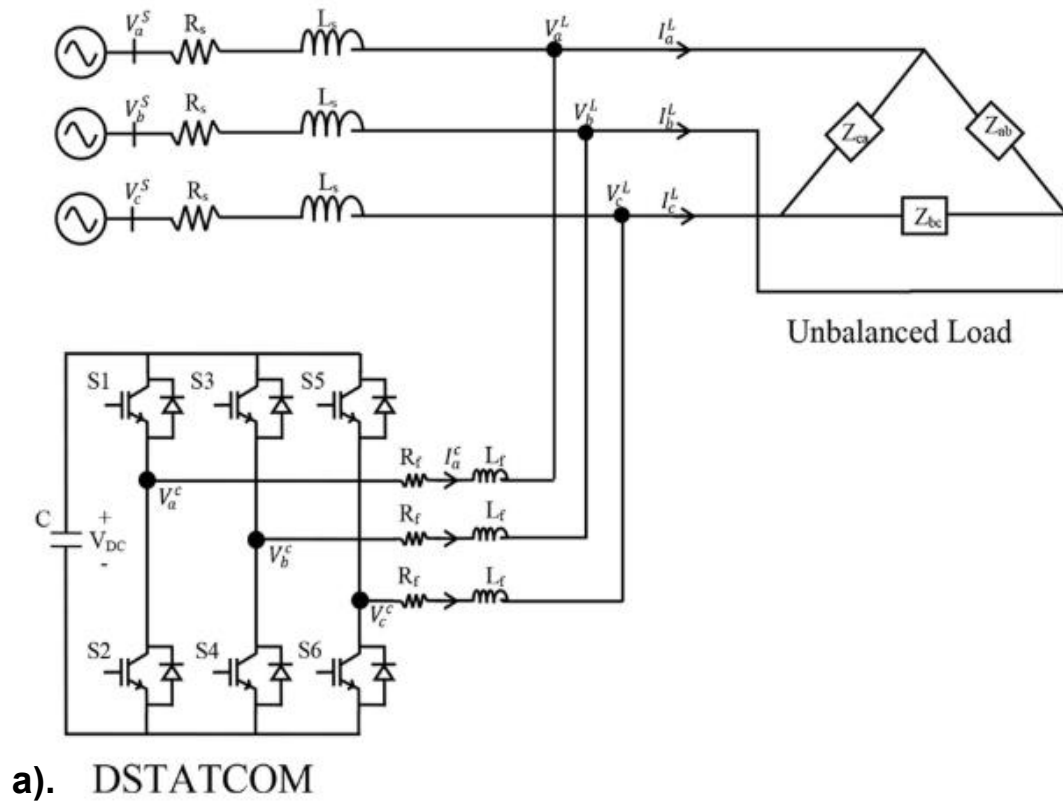 V_a^S R_s L_s V_a^L I_a^L
V_b^S R_s L_s V_b^L I_b^L
Z_ca Z_ab
V_c^S R_s L_s V_c^L I_c^L
Z_bc
Unbalanced Load
S1 S3 S5
R_f I_a^c L_f
V_a^c
C + V_DC -
R_f L_f
V_b^c
R_f L_f
V_c^c
S2 S4 S6
a). DSTATCOM